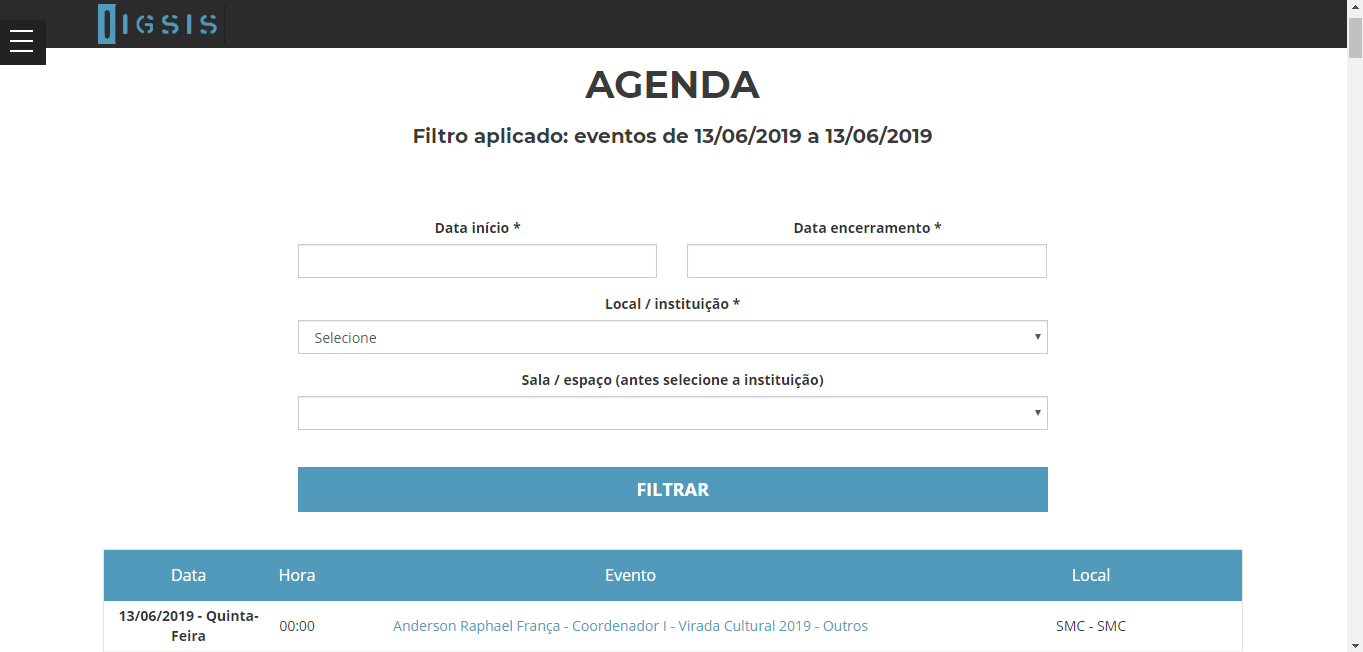 IGSIS
AGENDA
Filtro aplicado: eventos de 13/06/2019 a 13/06/2019
Data início *
Data encerramento *
Local / instituição *
Selecione
Sala / espaço (antes selecione a instituição)
FILTRAR
Data Hora Evento Local
13/06/2019 - Quinta-
Feira
00:00
Anderson Raphael França - Coordenador I - Virada Cultural 2019 - Outros
SMC - SMC